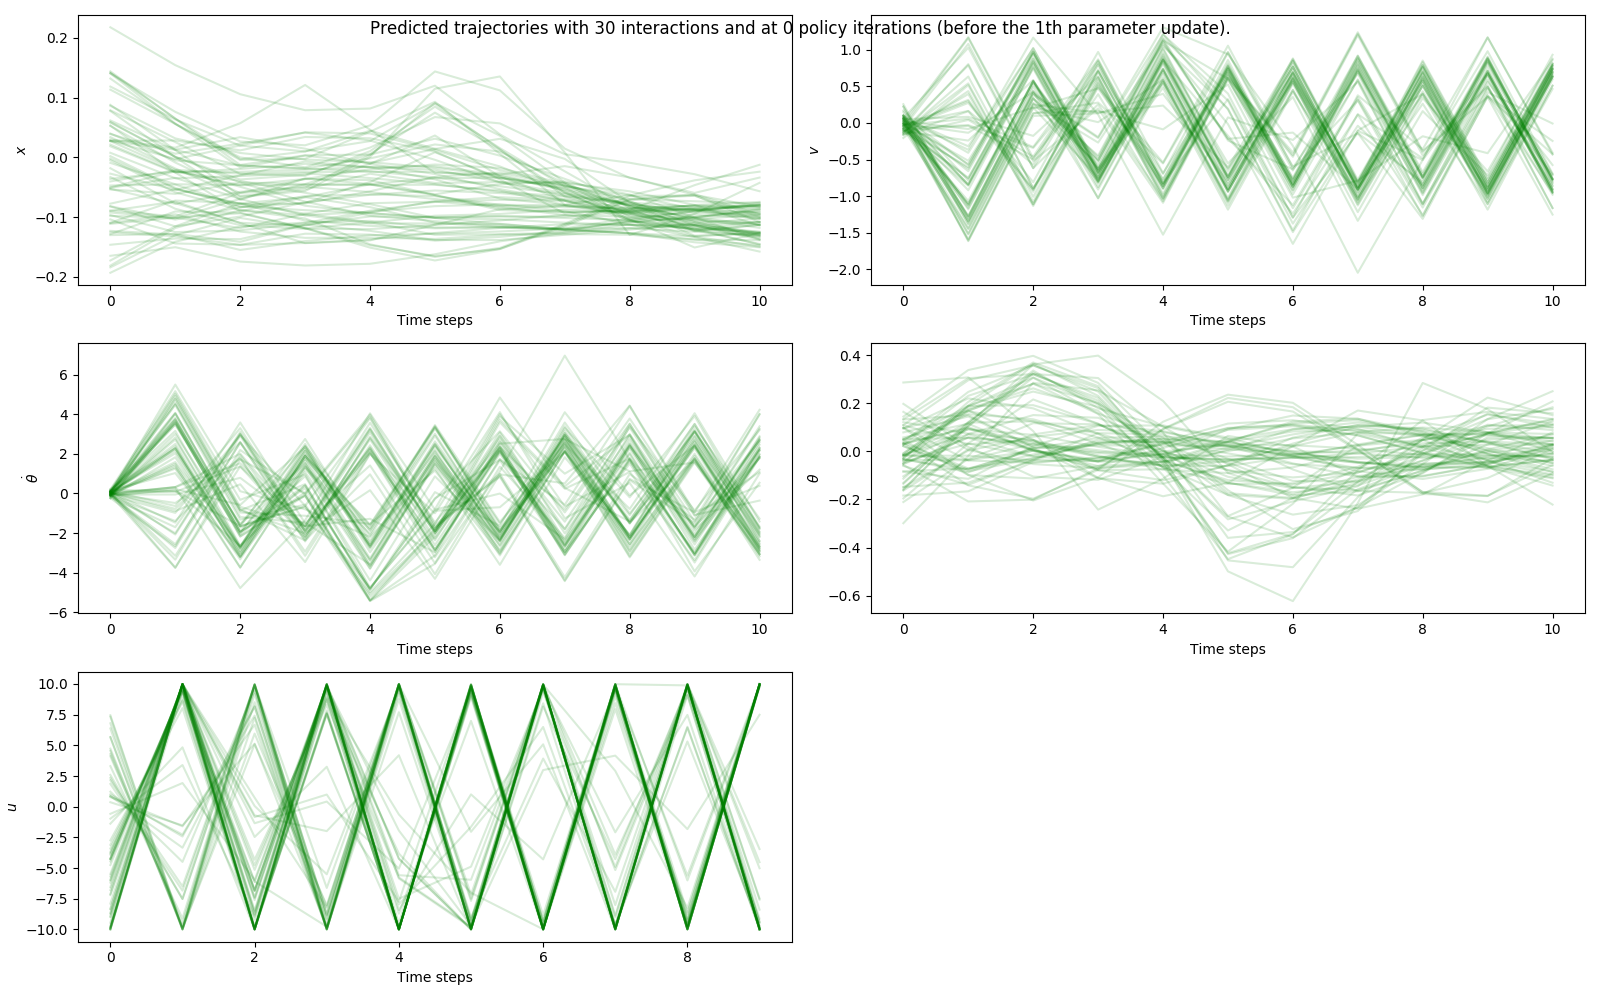 Predicted trajectories with 30 interactions and at 0 policy iterations (before the 1th parameter update).
0.2
0.1
0.0
−0.1
−0.2
x
0 2 4 6 8 10
Time steps
1.0
0.5
0.0
−0.5
−1.0
−1.5
−2.0
v
0 2 4 6 8 10
Time steps
6
4
2
0
−2
−4
−6
θ̇
0 2 4 6 8 10
Time steps
0.4
0.2
0.0
−0.2
−0.4
−0.6
θ
0 2 4 6 8 10
Time steps
10.0
7.5
5.0
2.5
0.0
−2.5
−5.0
−7.5
−10.0
u
0 2 4 6 8
Time steps